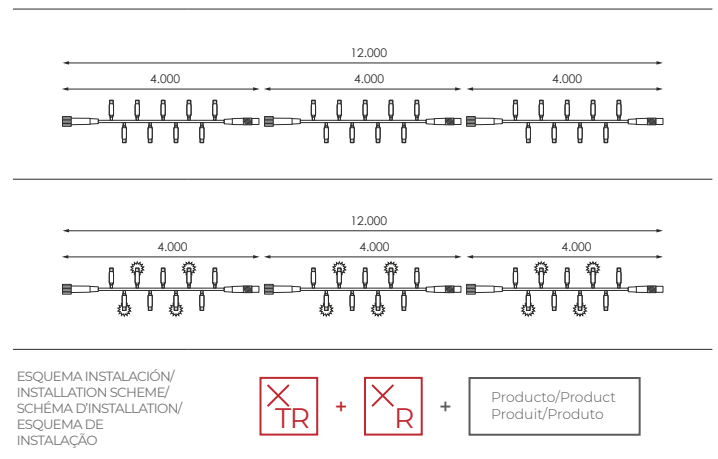 12.000
4.000 4.000 4.000
12.000
4.000 4.000 4.000
ESQUEMA INSTALACIÓN/
INSTALLATION SCHEME/
SCHÉMA D'INSTALLATION/
ESQUEMA DE
INSTALAÇÃO
TR + R +
Producto/Product
Produit/Produto